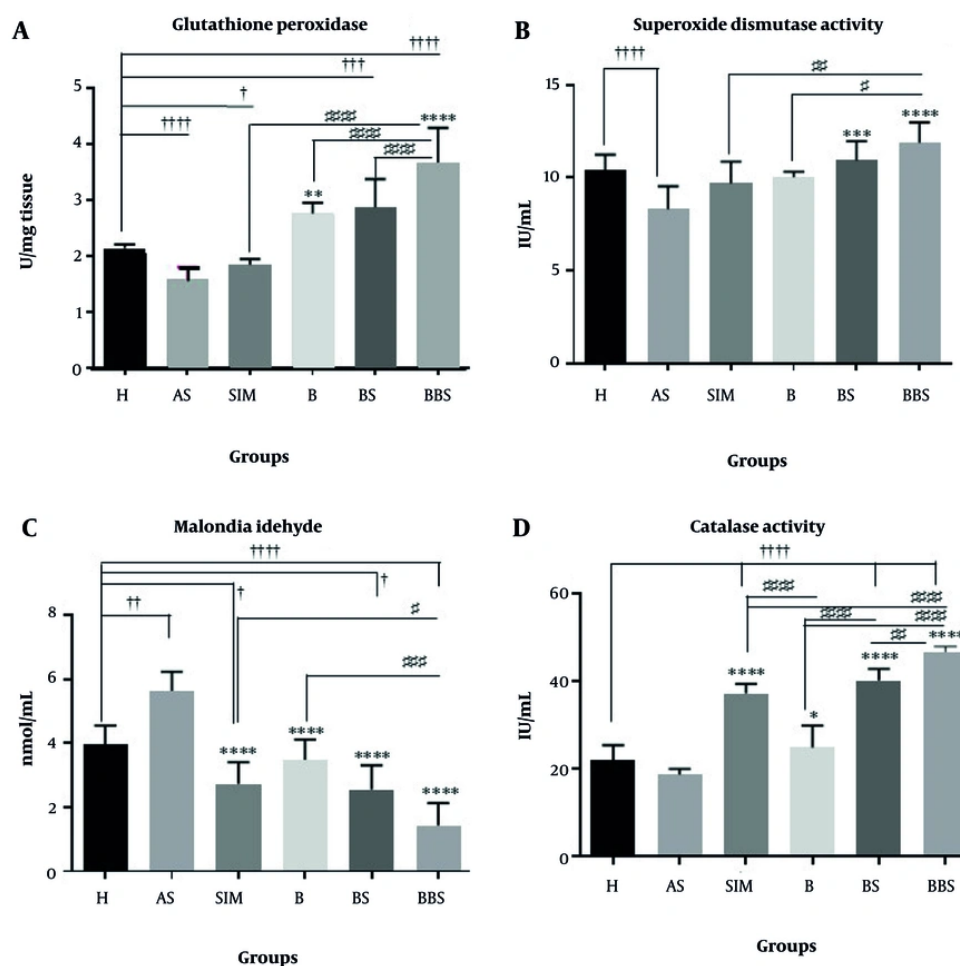 A
Glutathione peroxidase
††††
†††
†
††††
♯♯♯♯
♯♯♯♯
♯♯♯♯
**
****
U/mg tissue
5
4
3
2
1
0
H AS SIM B BS BBS
Groups
B
Superoxide dismutase activity
††††
♯♯
♯
***
****
IU/mL
15
10
5
0
H AS SIM B BS BBS
Groups
C
Malondia idehyde
††††
†
†
††
♯
♯♯♯
****
****
****
****
nmol/mL
8
6
4
2
0
H AS SIM B BS BBS
Groups
D
Catalase activity
††††
♯♯♯♯
♯♯♯♯
♯♯♯♯
♯♯♯♯
♯♯
****
*
****
****
IU/mL
60
40
20
0
H AS SIM B BS BBS
Groups